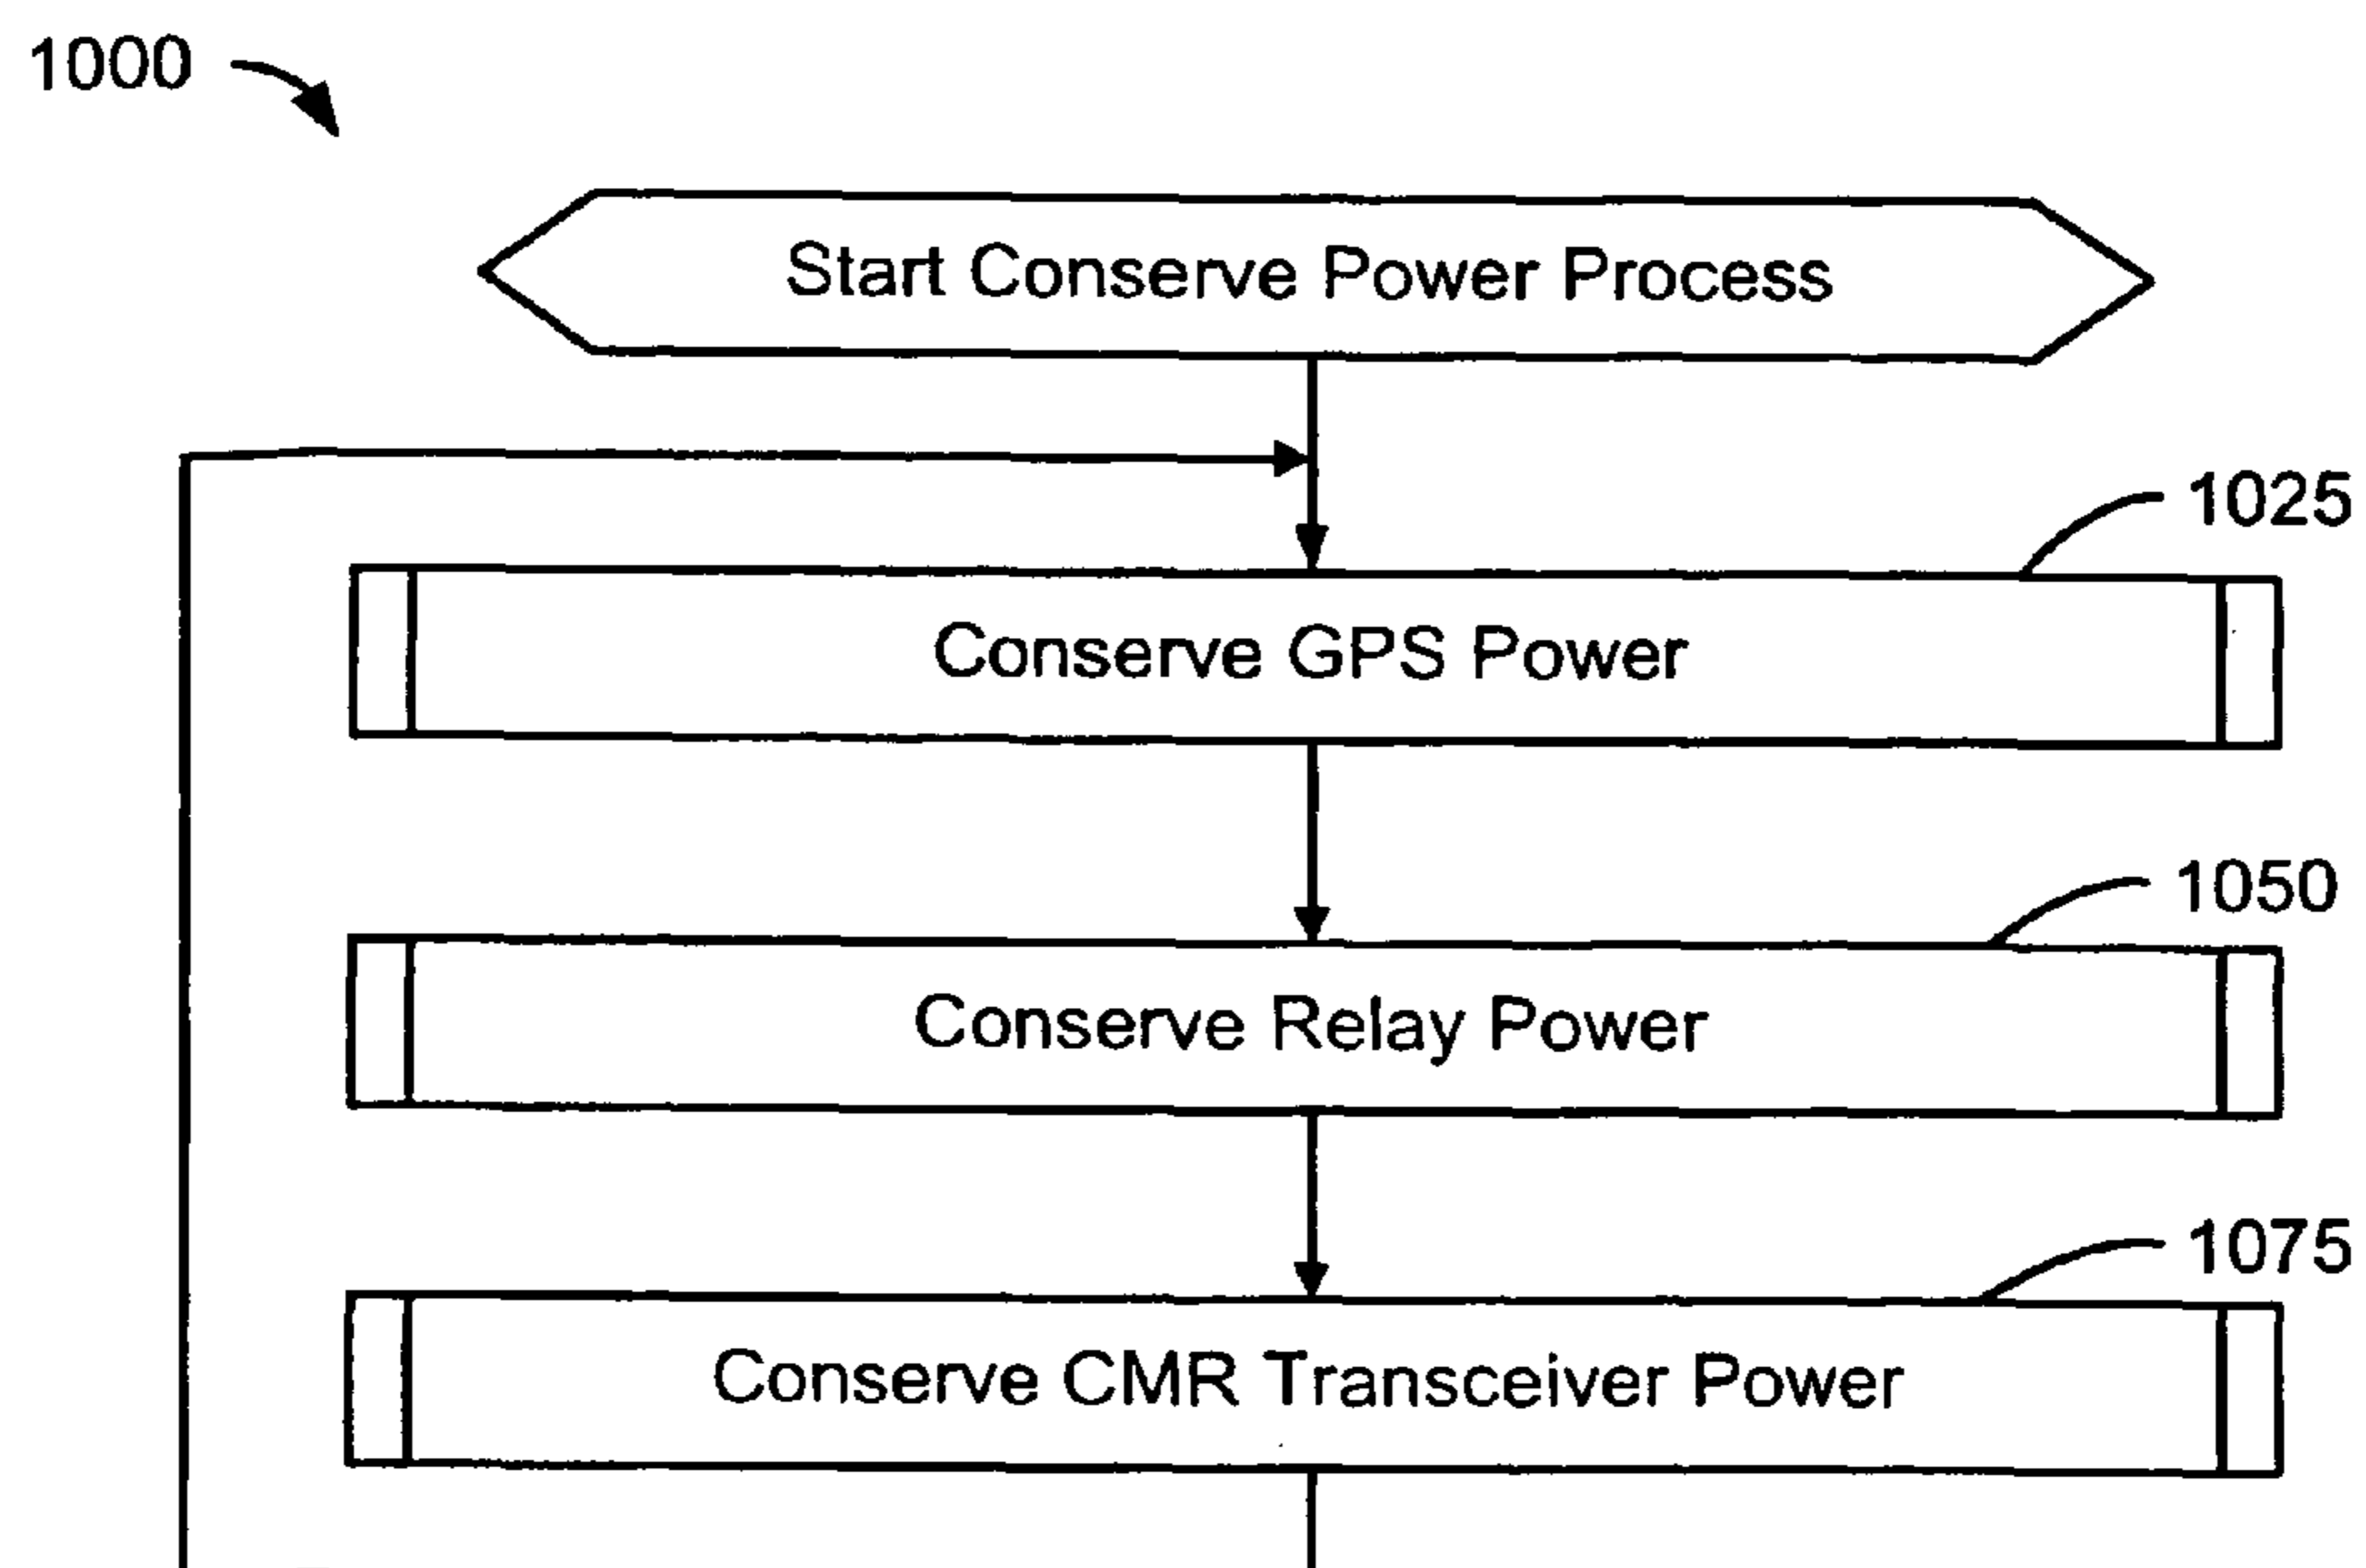 1000
Start Conserve Power Process
1025
Conserve GPS Power
1050
Conserve Relay Power
1075
Conserve CMR Transceiver Power